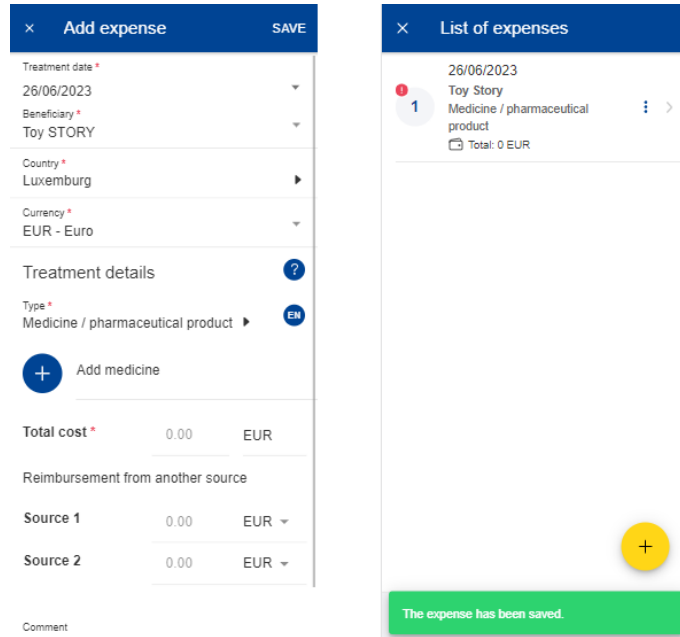 × Add expense SAVE
Treatment date *
26/06/2023
Beneficiary *
Toy STORY
Country *
Luxemburg
Currency *
EUR - Euro
Treatment details ?
Type *
Medicine / pharmaceutical product EN
+ Add medicine
Total cost * 0.00 EUR
Reimbursement from another source
Source 1 0.00 EUR
Source 2 0.00 EUR
Comment
× List of expenses
26/06/2023
! Toy Story
1 Medicine / pharmaceutical
product
Total: 0 EUR
+
The expense has been saved.